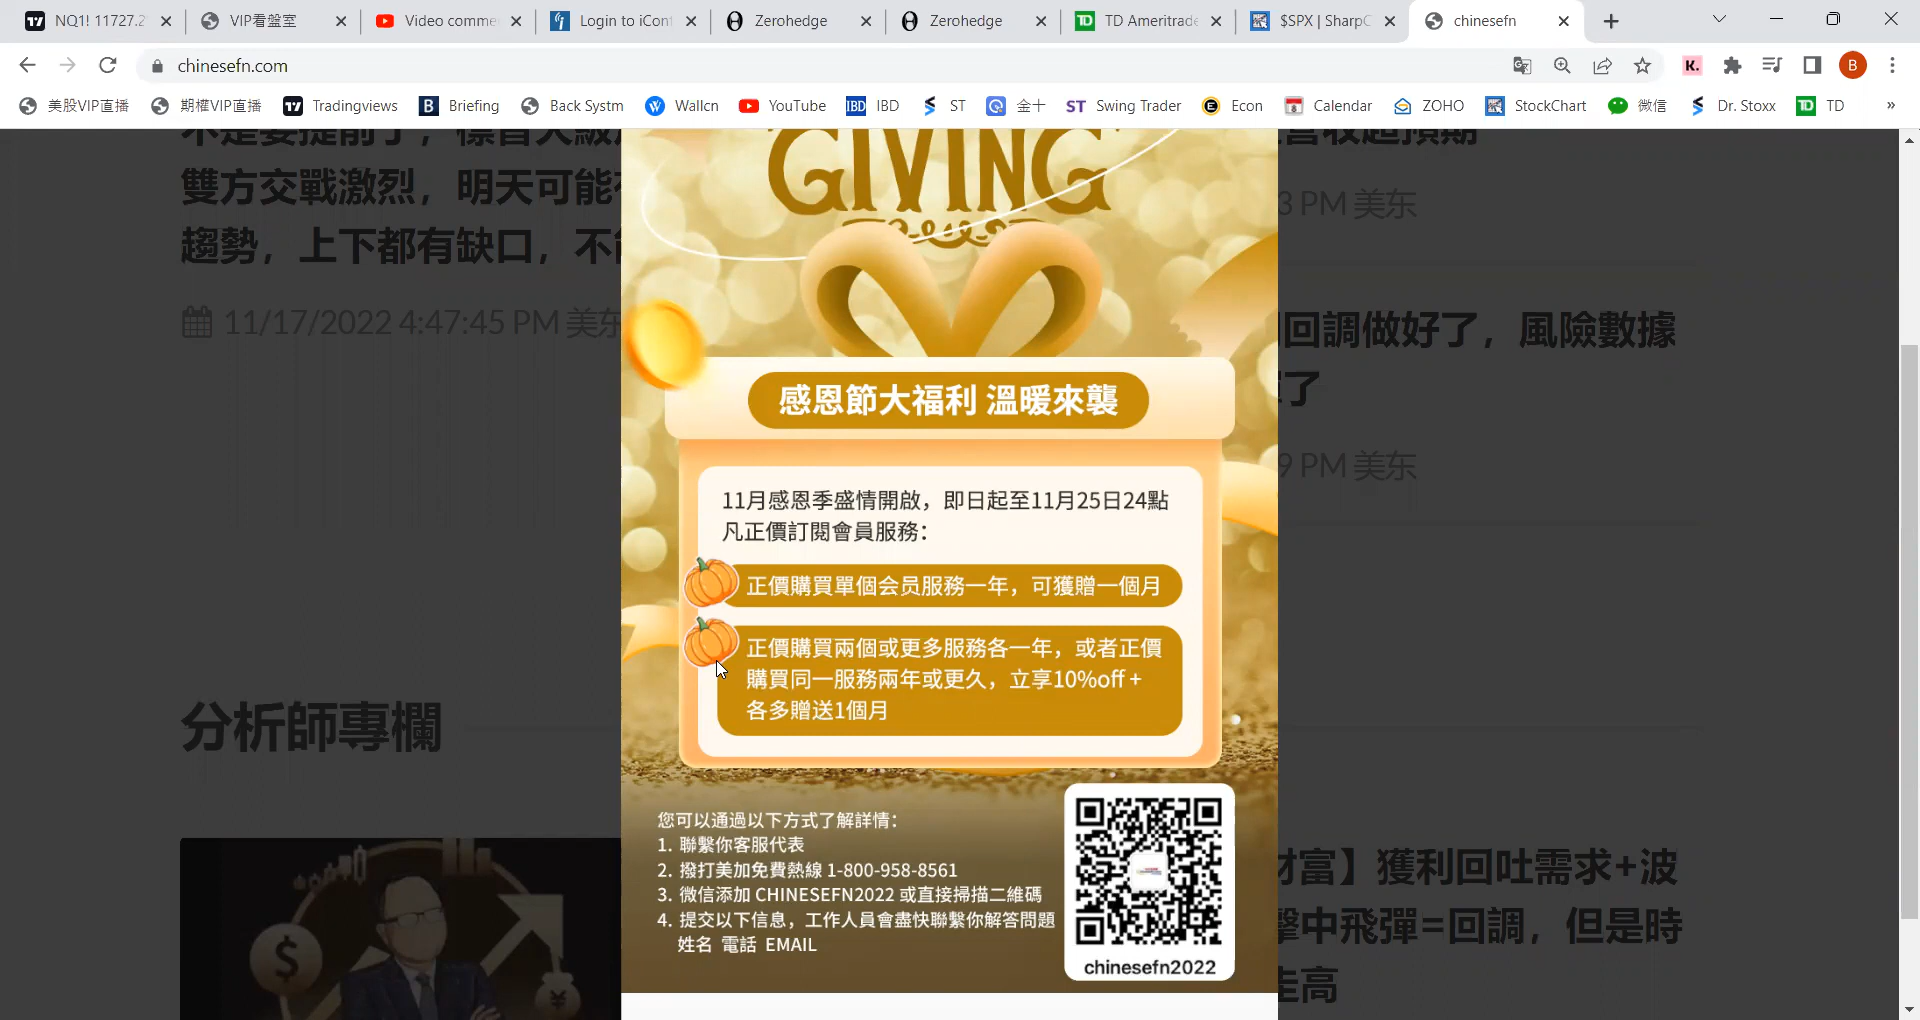 NQ1! 11727.2
VIP看盤室
Video comme
Login to iCon
Zerohedge
Zerohedge
TD Ameritrade
$SPX | SharpC
chinesefn
chinesefn.com
K.
B
美股VIP直播
期權VIP直播
Tradingviews
Briefing
Back Systm
Wallcn
YouTube
IBD
ST
金十
Swing Trader
Econ
Calendar
ZOHO
StockChart
微信
Dr. Stoxx
TD
雙方交戰激烈，明天可能
趨勢，上下都有缺口，不
11/17/2022 4:47:45 PM 美东
3 PM 美东
回調做好了，風險數據
了
9 PM 美东
GIVING
感恩節大福利 溫暖來襲
11月感恩季盛情開啟，即日起至11月25日24點
凡正價訂閱會員服務：
正價購買單個会员服務一年，可獲贈一個月
正價購買兩個或更多服務各一年，或者正價
購買同一服務兩年或更久，立享10%off +
各多贈送1個月
分析師專欄
您可以通過以下方式了解詳情：
1. 聯繫你客服代表
2. 撥打美加免費熱線 1-800-958-8561
3. 微信添加 CHINESEFN2022 或直接掃描二維碼
4. 提交以下信息，工作人員會盡快聯繫你解答問題
姓名 電話 EMAIL
chinesefn2022
財富】獲利回吐需求+波
擊中飛彈=回調，但是時
走高